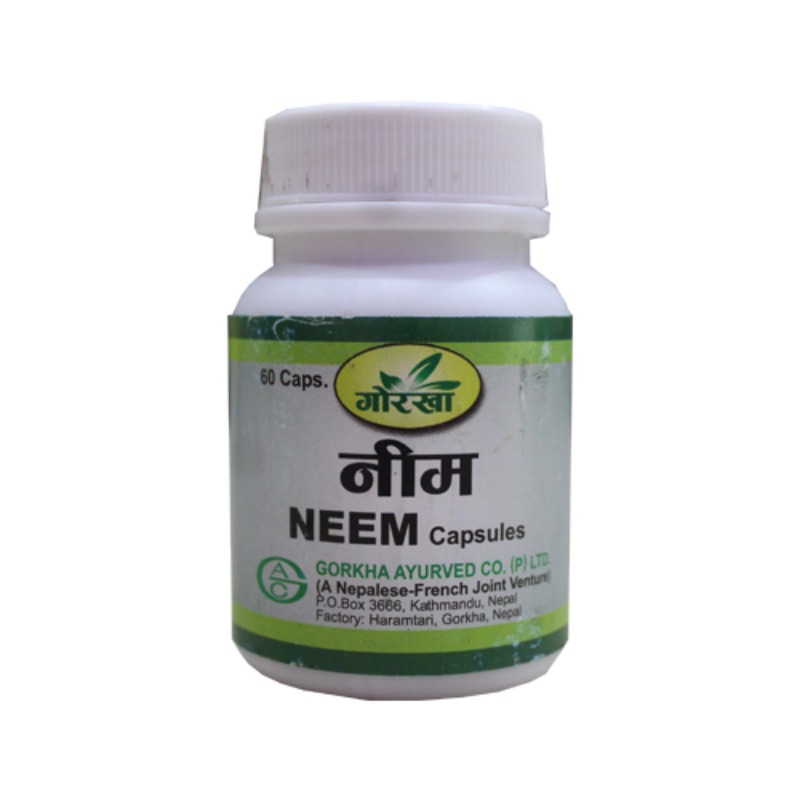 60 Caps.
गोरखा
नीम
NEEM Capsules
GAC
GORKHA AYURVED CO. (P) LTD.
(A Nepalese-French Joint Venture)
P.O.Box 3666, Kathmandu, Nepal
Factory: Haramtari, Gorkha, Nepal